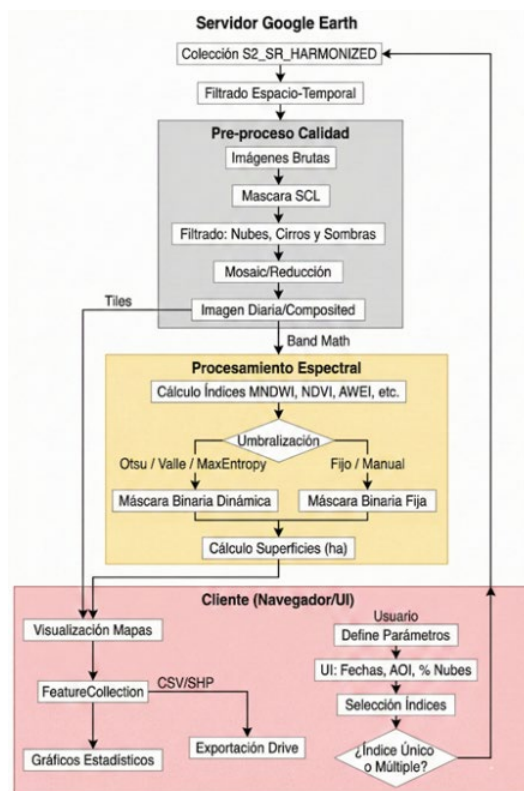 Servidor Google Earth
Colección S2_SR_HARMONIZED
Filtrado Espacio-Temporal
Pre-proceso Calidad
Imágenes Brutas
Mascara SCL
Filtrado: Nubes, Cirros y Sombras
Mosaic/Reducción
Tiles
Imagen Diaria/Composited
Band Math
Procesamiento Espectral
Cálculo Índices MNDWI, NDVI, AWEI, etc.
Umbralización
Otsu / Valle / MaxEntropy
Fijo / Manual
Máscara Binaria Dinámica
Máscara Binaria Fija
Cálculo Superficies (ha)
Cliente (Navegador/UI)
Visualización Mapas
FeatureCollection
CSV/SHP
Gráficos Estadísticos
Exportación Drive
Usuario
Define Parámetros
UI: Fechas, AOI, % Nubes
Selección Índices
¿Índice Único
o Múltiple?